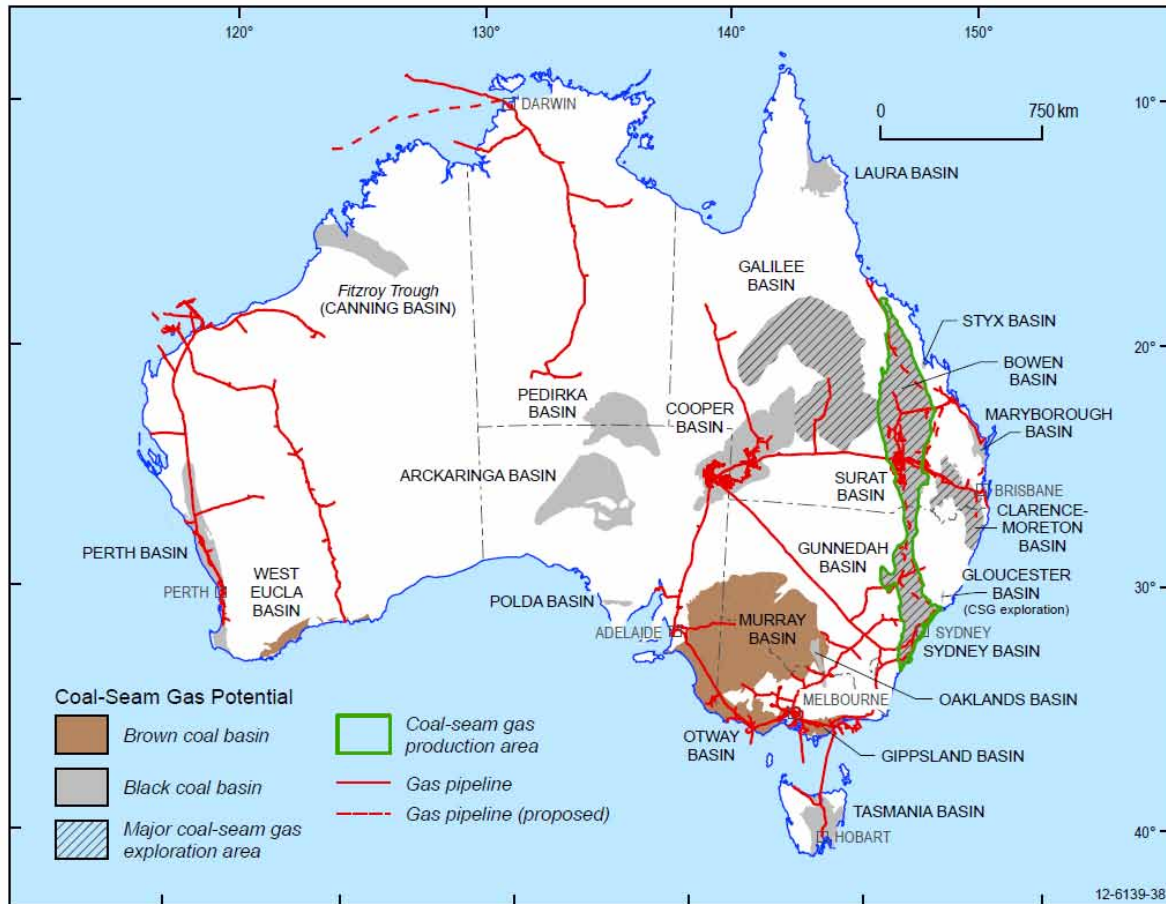 120°
130°
140°
150°
DARWIN
0
750 km
10°
LAURA BASIN
GALILEE
BASIN
Fitzroy Trough
(CANNING BASIN)
STYX BASIN
20°
BOWEN
BASIN
PEDIRKA
BASIN
COOPER
BASIN
MARYBOROUGH
BASIN
ARCKARINGA BASIN
SURAT
BASIN
BRISBANE
CLARENCE-
MORETON
BASIN
PERTH BASIN
GUNNEDAH
BASIN
WEST
EUCLA
BASIN
GLOUCESTER
BASIN
(CSG exploration)
30°
PERTH
POLDA BASIN
ADELAIDE
MURRAY
BASIN
SYDNEY
SYDNEY BASIN
MELBOURNE
OAKLANDS BASIN
OTWAY
BASIN
GIPPSLAND BASIN
TASMANIA BASIN
HOBART
40°
Coal-Seam Gas Potential
Brown coal basin
Black coal basin
Major coal-seam gas
exploration area
Coal-seam gas
production area
Gas pipeline
Gas pipeline (proposed)
12-6139-38